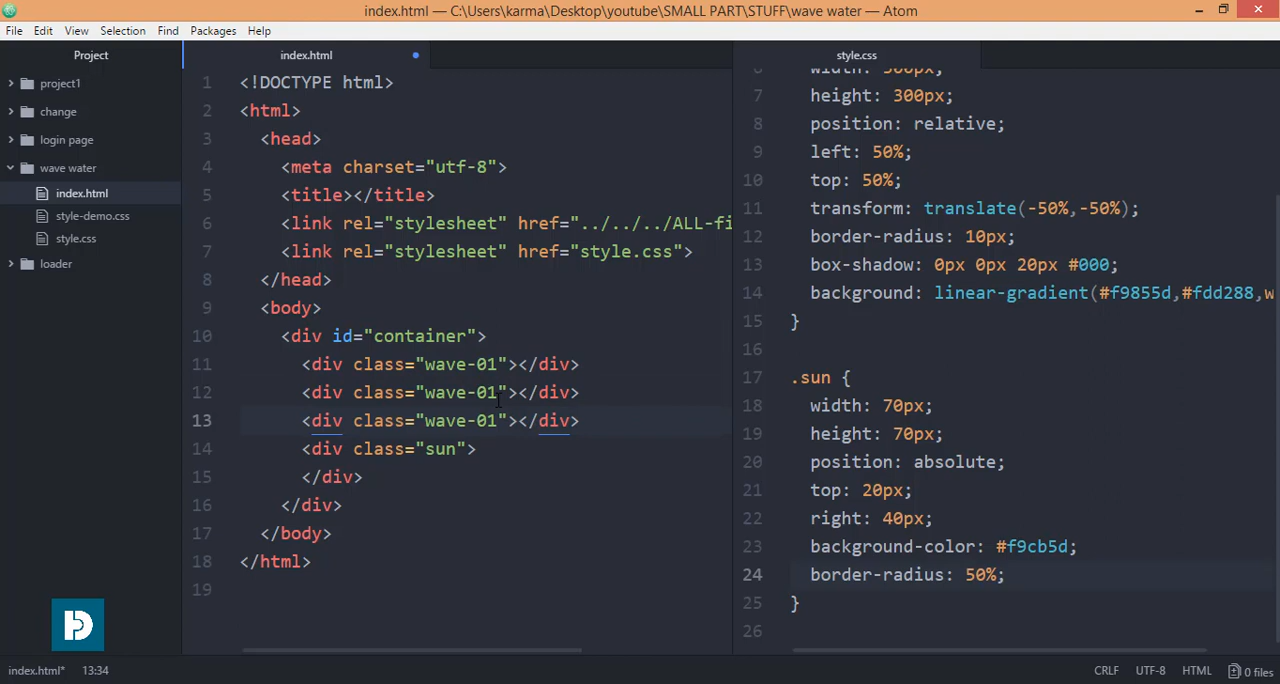 index.html — C:\Users\karma\Desktop\youtube\SMALL PART\STUFF\wave water — Atom
File Edit View Selection Find Packages Help
Project
project1
change
login page
wave water
index.html
style-demo.css
style.css
loader
index.html
1 <!DOCTYPE html>
2 <html>
3 <head>
4 <meta charset="utf-8">
5 <title></title>
6 <link rel="stylesheet" href="../../../ALL-fi
7 <link rel="stylesheet" href="style.css">
8 </head>
9 <body>
10 <div id="container">
11 <div class="wave-01"></div>
12 <div class="wave-01"></div>
13 <div class="wave-01"></div>
14 <div class="sun">
15 </div>
16 </div>
17 </body>
18 </html>
19
style.css
6 width: 500px;
7 height: 300px;
8 position: relative;
9 left: 50%;
10 top: 50%;
11 transform: translate(-50%,-50%);
12 border-radius: 10px;
13 box-shadow: 0px 0px 20px #000;
14 background: linear-gradient(#f9855d,#fdd288,w
15 }
16
17 .sun {
18 width: 70px;
19 height: 70px;
20 position: absolute;
21 top: 20px;
22 right: 40px;
23 background-color: #f9cb5d;
24 border-radius: 50%;
25 }
26
index.html* 13:34
CRLF UTF-8 HTML 0 files